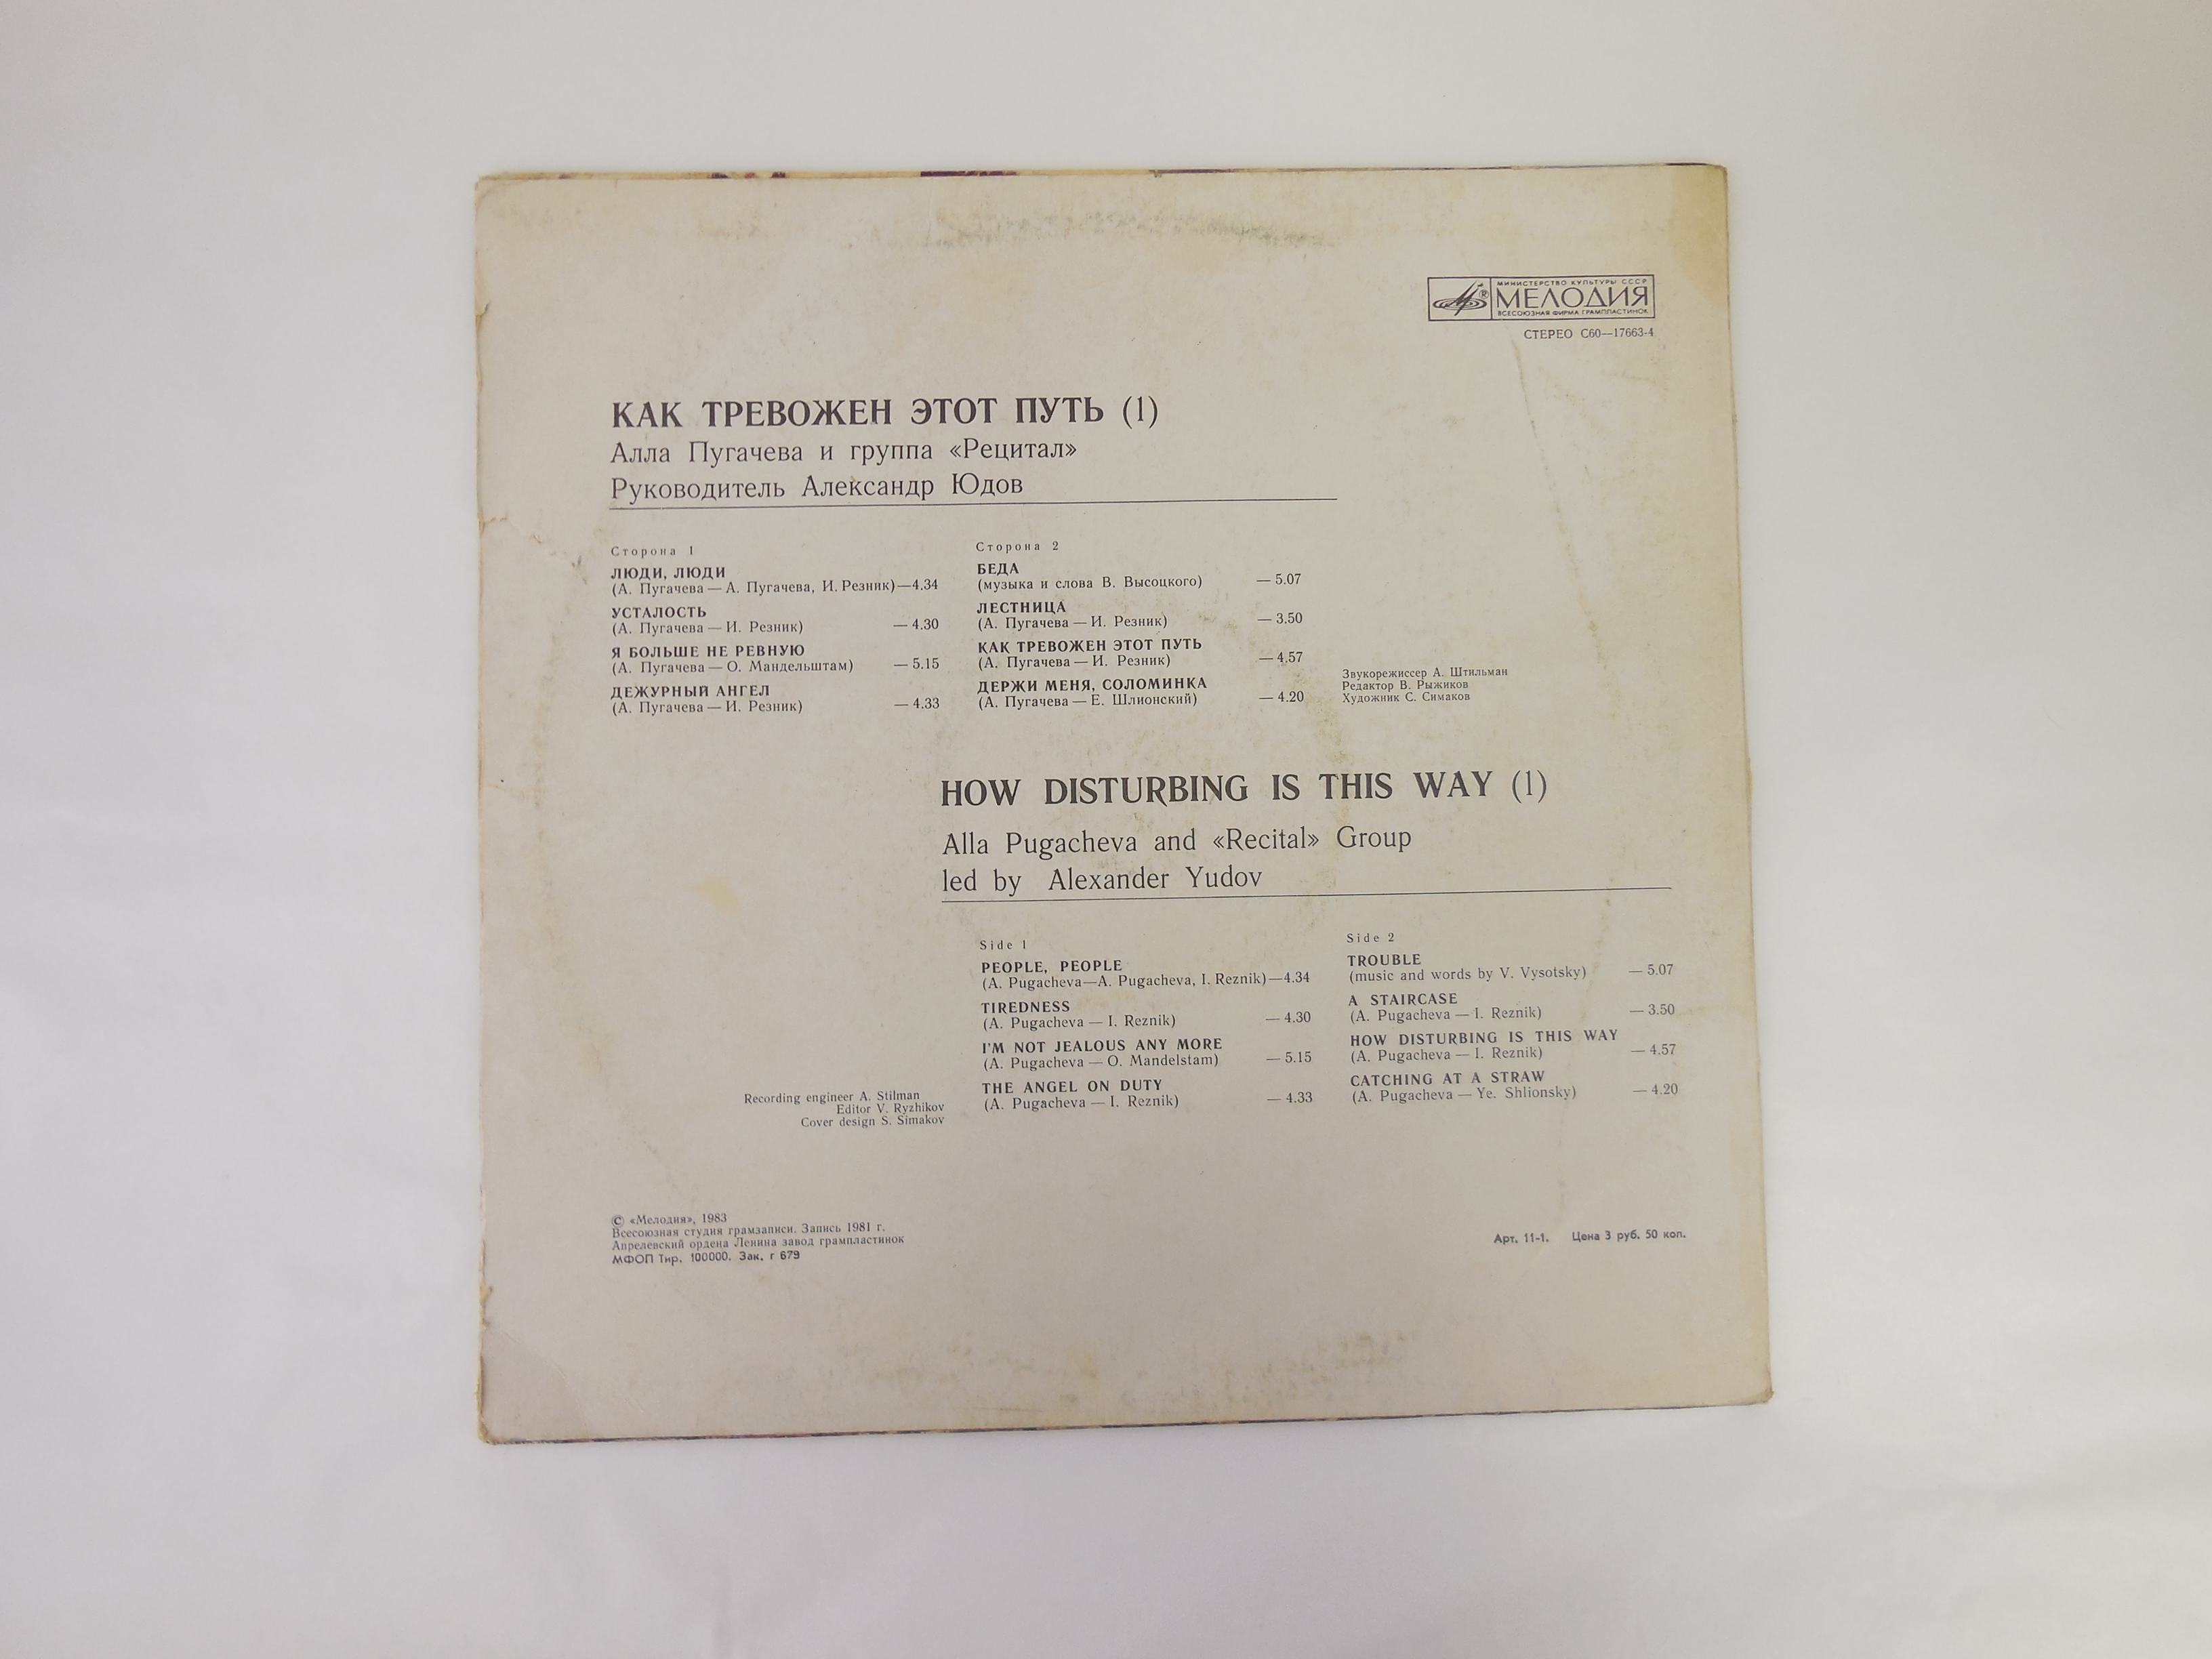 МИНИСТЕРСТВО КУЛЬТУРЫ СССР
МЕЛОДИЯ
ВСЕСОЮЗНАЯ ФИРМА ГРАМПЛАСТИНОК
СТЕРЕО С60—17663-4
КАК ТРЕВОЖЕН ЭТОТ ПУТЬ (1)
Алла Пугачева и группа «Рецитал»
Руководитель Александр Юдов
Сторона 1
ЛЮДИ, ЛЮДИ
(А. Пугачева — А. Пугачева, И. Резник)—4.34
УСТАЛОСТЬ
(А. Пугачева — И. Резник) — 4.30
Я БОЛЬШЕ НЕ РЕВНУЮ
(А. Пугачева — О. Мандельштам) — 5.15
ДЕЖУРНЫЙ АНГЕЛ
(А. Пугачева — И. Резник) — 4.33
Сторона 2
БЕДА
(музыка и слова В. Высоцкого) — 5.07
ЛЕСТНИЦА
(А. Пугачева — И. Резник) — 3.50
КАК ТРЕВОЖЕН ЭТОТ ПУТЬ
(А. Пугачева — И. Резник) — 4.57
ДЕРЖИ МЕНЯ, СОЛОМИНКА
(А. Пугачева — Е. Шлионский) — 4.20
Звукорежиссер А. Штильман
Редактор В. Рыжиков
Художник С. Симаков
HOW DISTURBING IS THIS WAY (1)
Alla Pugacheva and «Recital» Group
led by Alexander Yudov
Side 1
PEOPLE, PEOPLE
(A. Pugacheva—A. Pugacheva, I. Reznik)—4.34
TIREDNESS
(A. Pugacheva — I. Reznik) — 4.30
I'M NOT JEALOUS ANY MORE
(A. Pugacheva — O. Mandelstam) — 5.15
THE ANGEL ON DUTY
(A. Pugacheva — I. Reznik) — 4.33
Side 2
TROUBLE
(music and words by V. Vysotsky) — 5.07
A STAIRCASE
(A. Pugacheva — I. Reznik) — 3.50
HOW DISTURBING IS THIS WAY
(A. Pugacheva — I. Reznik) — 4.57
CATCHING AT A STRAW
(A. Pugacheva — Ye. Shlionsky) — 4.20
Recording engineer A. Stilman
Editor V. Ryzhikov
Cover design S. Simakov
© «Мелодия», 1983
Всесоюзная студия грамзаписи. Запись 1981 г.
Апрелевский ордена Ленина завод грампластинок
МФОП Тир. 100000. Зак. г 679
Арт. 11-1. Цена 3 руб. 50 коп.